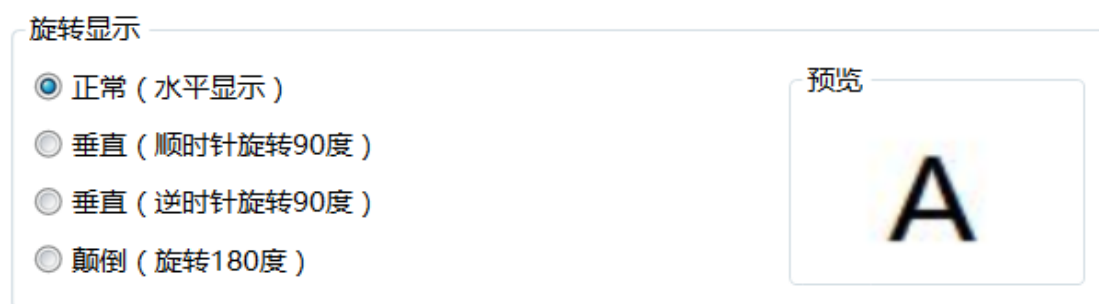 旋转显示
正常（水平显示）
垂直（顺时针旋转90度）
垂直（逆时针旋转90度）
颠倒（旋转180度）
预览
A